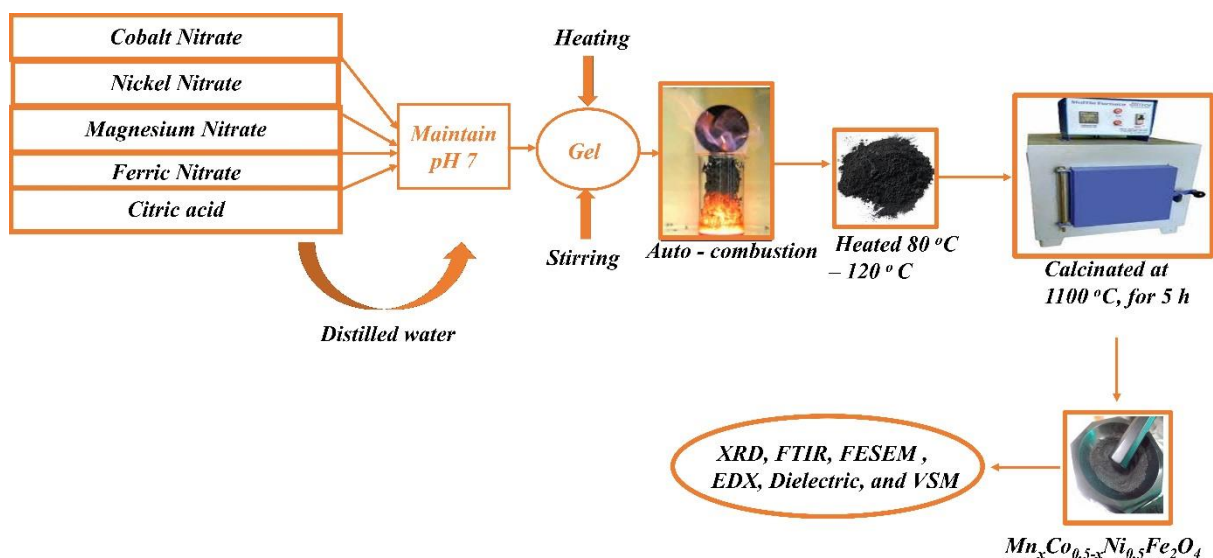 Cobalt Nitrate
Nickel Nitrate
Magnesium Nitrate
Ferric Nitrate
Citric acid
Distilled water
Maintain
pH 7
Heating
Gel
Stirring
Auto - combustion
Heated 80 °C
– 120 ° C
Calcinated at
1100 °C, for 5 h
MnₓCo₀.₅₋ₓNi₀.₅Fe₂O₄
XRD, FTIR, FESEM ,
EDX, Dielectric, and VSM